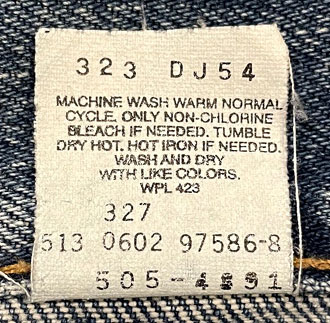 323 DJ54
MACHINE WASH WARM NORMAL
CYCLE. ONLY NON-CHLORINE
BLEACH IF NEEDED. TUMBLE
DRY HOT. HOT IRON IF NEEDED.
WASH AND DRY
WITH LIKE COLORS.
WPL 423
327
513 0602 97586-8